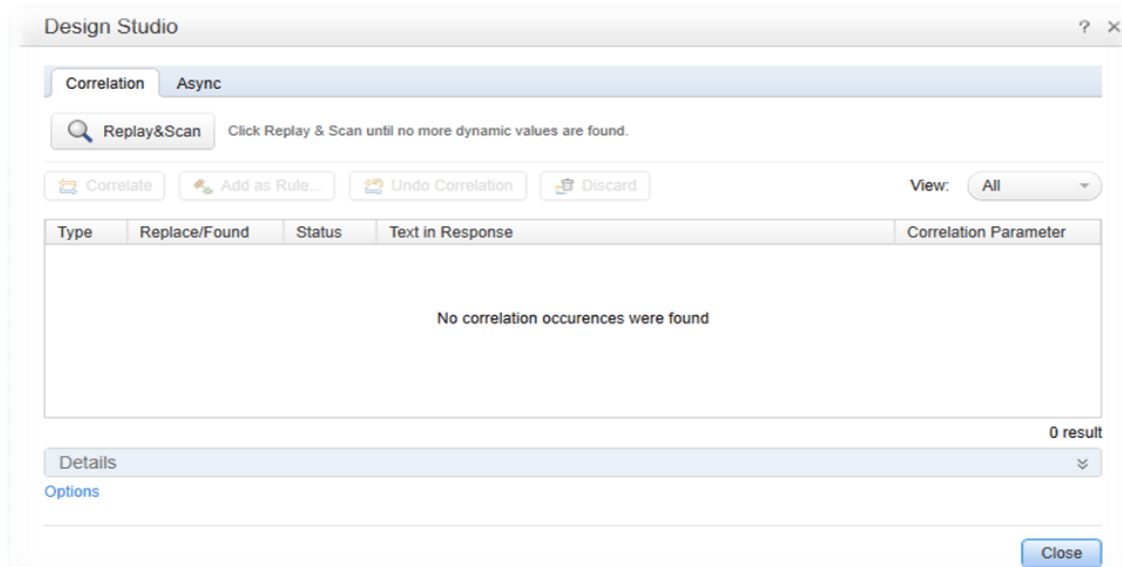 Design Studio ? ×
Correlation Async
Replay&Scan Click Replay & Scan until no more dynamic values are found.
Correlate Add as Rule... Undo Correlation Discard View: All
Type Replace/Found Status Text in Response Correlation Parameter
No correlation occurences were found
0 result
Details
Options
Close